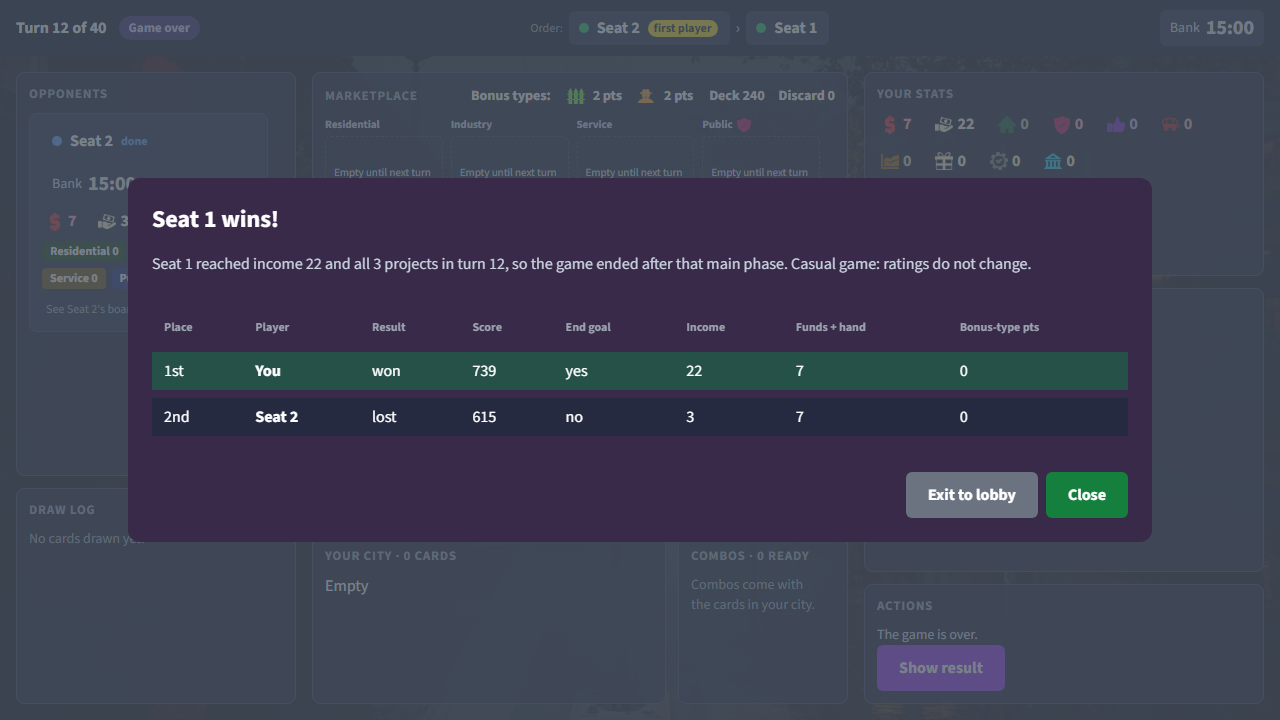 Turn 12 of 40 Game over Order: Seat 2 first player › Seat 1 Bank 15:00
OPPONENTS
Seat 2 done
Bank 15:00
7
Residential 0
Service 0
See Seat 2's
MARKETPLACE Bonus types: 2 pts 2 pts Deck 240 Discard 0
Residential Industry Service Public
Empty until next turn Empty until next turn Empty until next turn Empty until next turn
YOUR STATS
7 22 0 0 0 0
0 0 0 0
Seat 1 wins!
Seat 1 reached income 22 and all 3 projects in turn 12, so the game ended after that main phase. Casual game: ratings do not change.
Place Player Result Score End goal Income Funds + hand Bonus-type pts
1st You won 739 yes 22 7 0
2nd Seat 2 lost 615 no 3 7 0
Exit to lobby Close
DRAW LOG
No cards drawn
YOUR CITY · 0 CARDS
Empty
COMBOS · 0 READY
Combos come with
the cards in your city.
ACTIONS
The game is over.
Show result